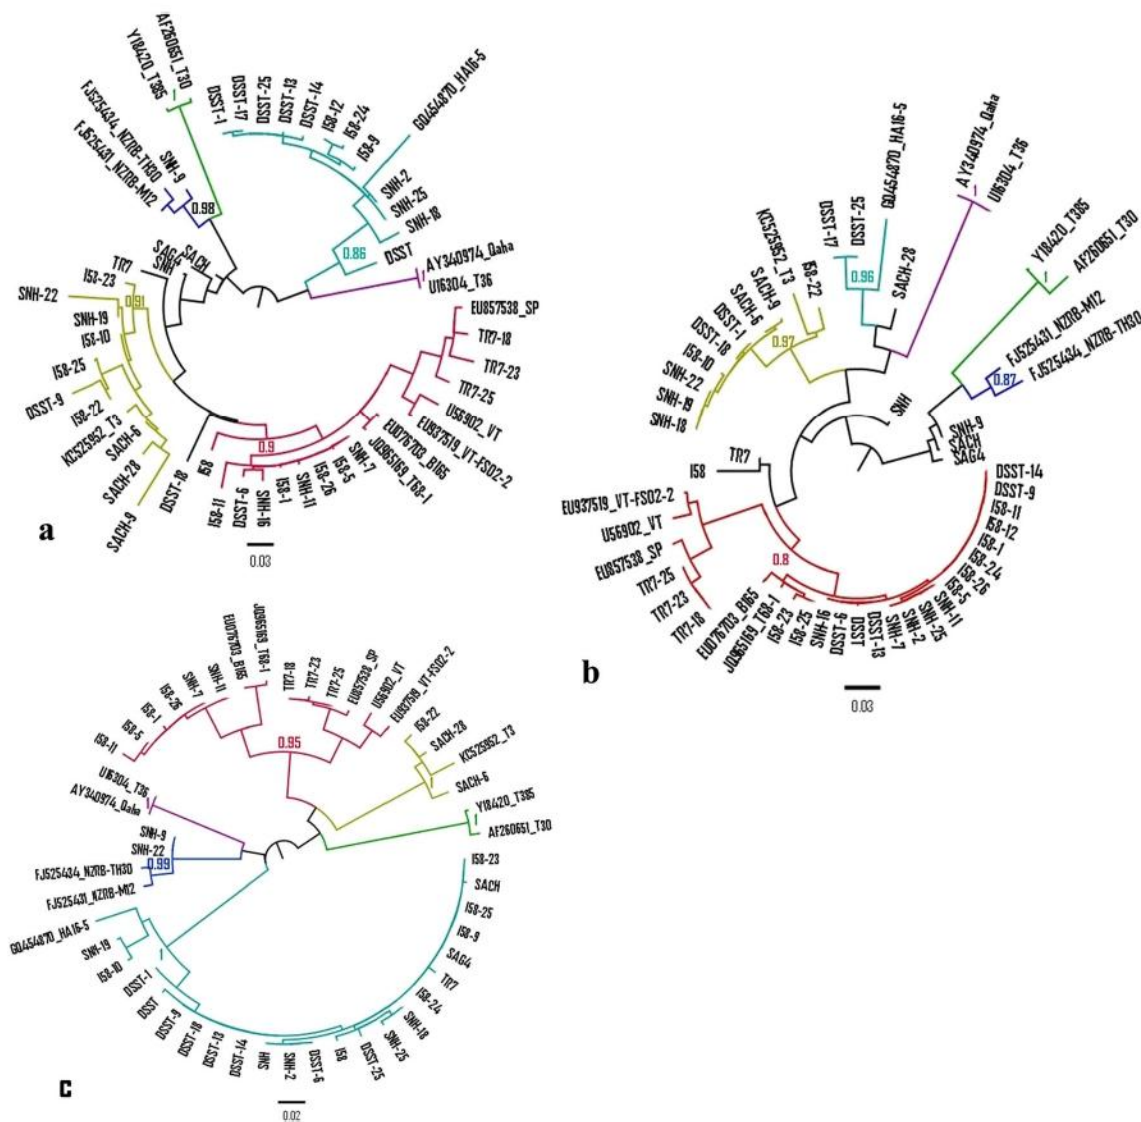 AF260651_T30
Y18420_T385
FJ525434_NZRB-TH30
FJ525431_NZRB-M12
SNH-9
0.98
1
DSST-1
DSST-17
DSST-25
DSST-13
DSST-14
I58-12
I58-24
I58-9
GQ454870_HA16-5
SNH-2
SNH-25
SNH-18
DSST
0.86
AY340974_Qaha
U16304_T36
1
SACH
SAG4
SNH
TR7
I58-23
0.91
SNH-22
SNH-19
I58-10
I58-25
DSST-9
I58-22
KC525952_T3
SACH-6
SACH-28
SACH-9
DSST-18
I58
0.9
I58-11
DSST-6
SNH-16
I58-1
SNH-11
I58-26
I58-5
SNH-7
JQ965169_T68-1
EU076703_B165
EU937519_VT-FS02-2
U56902_VT
TR7-25
TR7-23
TR7-18
EU857538_SP
a
0.03
AY340974_Qaha
U16304_T36
1
GQ454870_HA16-5
DSST-25
DSST-17
0.96
SACH-28
Y18420_T385
AF260651_T30
1
FJ525431_NZRB-M12
FJ525434_NZRB-TH30
0.87
I58-22
KC525952_T3
SACH-9
SACH-6
DSST-1
DSST-18
I58-10
SNH-22
SNH-19
SNH-18
0.97
SNH
SNH-9
SACH
SAG4
TR7
I58
EU937519_VT-FS02-2
U56902_VT
EU857538_SP
TR7-25
TR7-23
TR7-18
0.8
EU076703_B165
JQ965169_T68-1
I58-23
I58-25
SNH-16
DSST-6
DSST
DSST-13
SNH-7
SNH-2
SNH-25
SNH-11
I58-5
I58-26
I58-24
I58-1
I58-12
I58-11
DSST-9
DSST-14
b
0.03
I58-11
I58-5
I58-1
I58-26
SNH-7
SNH-11
EU076703_B165
JQ965169_T68-1
TR7-18
TR7-23
TR7-25
EU857538_SP
U56902_VT
EU937519_VT-FS02-2
0.95
I58-22
SACH-28
KC525952_T3
SACH-6
1
Y18420_T385
AF260651_T30
1
U16304_T36
AY340974_Qaha
1
SNH-9
SNH-22
0.99
FJ525434_NZRB-TH30
FJ525431_NZRB-M12
GQ454870_HA16-5
SNH-19
I58-10
1
DSST-1
DSST
DSST-9
DSST-18
DSST-13
DSST-14
SNH
SNH-2
DSST-6
I58
DSST-25
SNH-25
SNH-18
I58-24
TR7
SAG4
I58-9
I58-25
SACH
I58-23
c
0.02